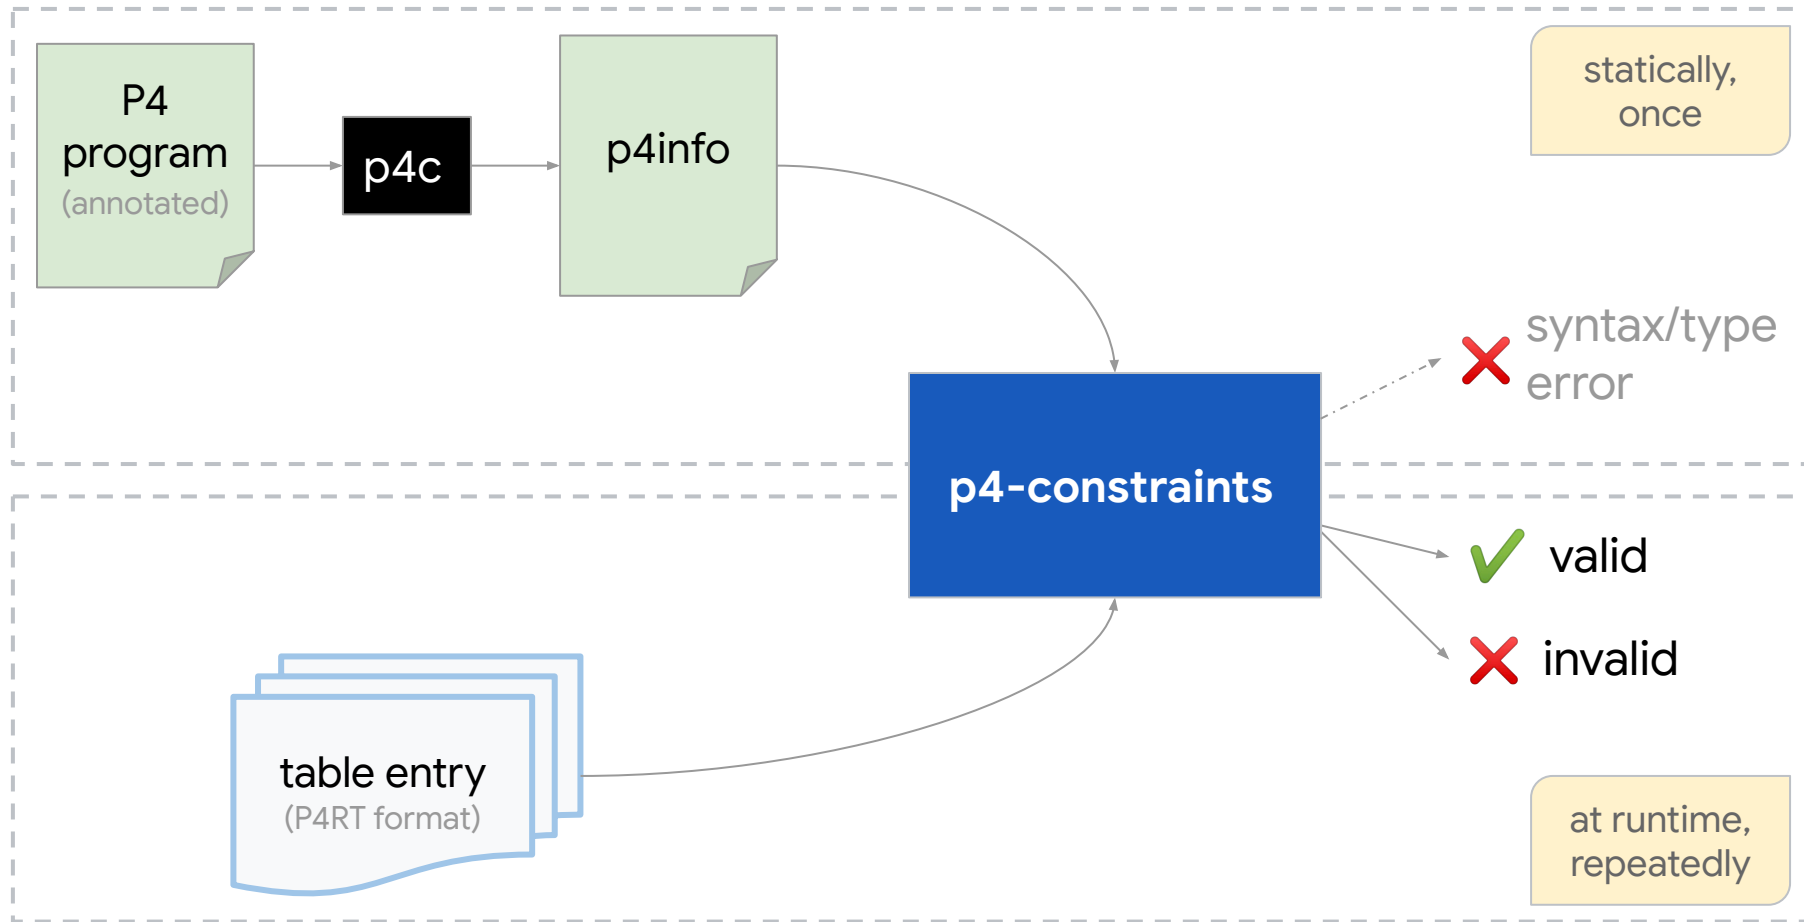 P4
program
(annotated)
p4c
p4info
statically,
once
syntax/type
error
p4-constraints
valid
invalid
table entry
(P4RT format)
at runtime,
repeatedly